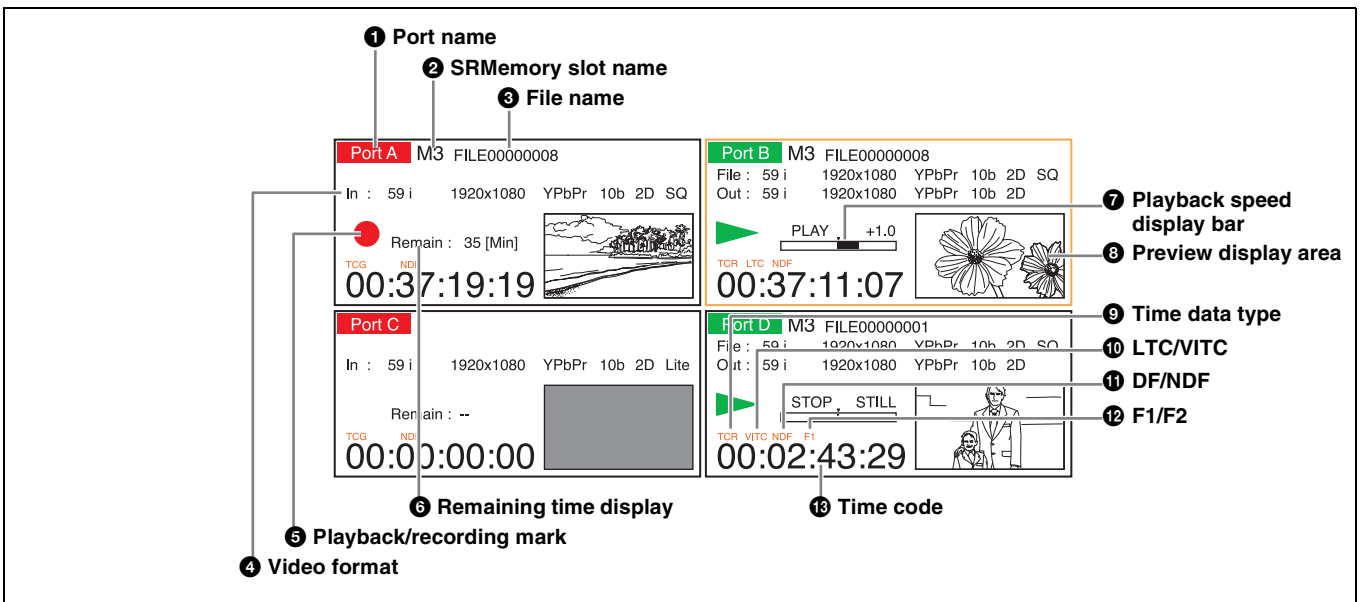 ❶ Port name
❷ SRMemory slot name
❸ File name
Port A M3 FILE00000008
In : 59 i 1920x1080 YPbPr 10b 2D SQ
Remain : 35 [Min]
TCG NDF
00:37:19:19
Port B M3 FILE00000008
File : 59 i 1920x1080 YPbPr 10b 2D SQ
Out : 59 i 1920x1080 YPbPr 10b 2D
PLAY +1.0
TCR LTC NDF
00:37:11:07
❼ Playback speed
display bar
❽ Preview display area
Port C
In : 59 i 1920x1080 YPbPr 10b 2D Lite
Remain : --
TCG NDF
00:00:00:00
Port D M3 FILE00000001
File : 59 i 1920x1080 YPbPr 10b 2D SQ
Out : 59 i 1920x1080 YPbPr 10b 2D
STOP STILL
TCR VITC NDF F1
00:02:43:29
❾ Time data type
❿ LTC/VITC
⓫ DF/NDF
⓬ F1/F2
❻ Remaining time display
⓭ Time code
❺ Playback/recording mark
❹ Video format